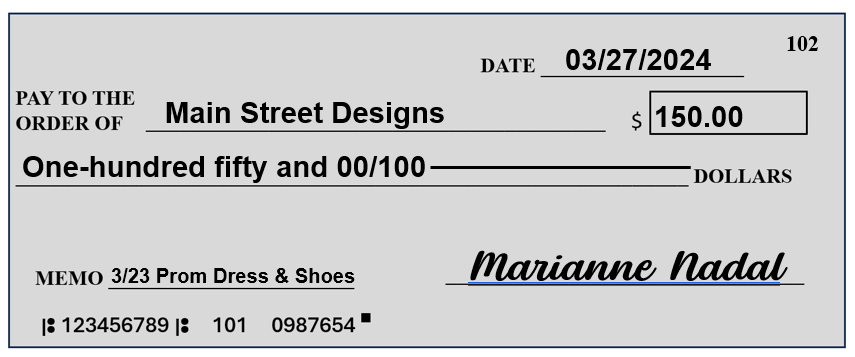 102
DATE 03/27/2024
PAY TO THE
ORDER OF Main Street Designs $ 150.00
One-hundred fifty and 00/100 DOLLARS
MEMO 3/23 Prom Dress & Shoes Marianne Nadal
⑆ 123456789 ⑆ 101 0987654